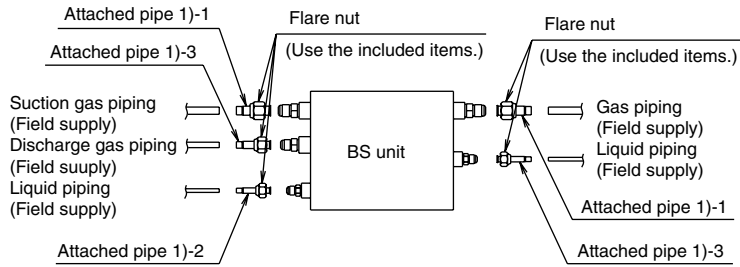 Attached pipe 1)-1
Flare nut
(Use the included items.)
Attached pipe 1)-3
Suction gas piping
(Field supply)
Discharge gas piping
(Field suupply)
Liquid piping
(Field supply)
Attached pipe 1)-2
BS unit
Flare nut
(Use the included items.)
Gas piping
(Field supply)
Liquid piping
(Field supply)
Attached pipe 1)-1
Attached pipe 1)-3